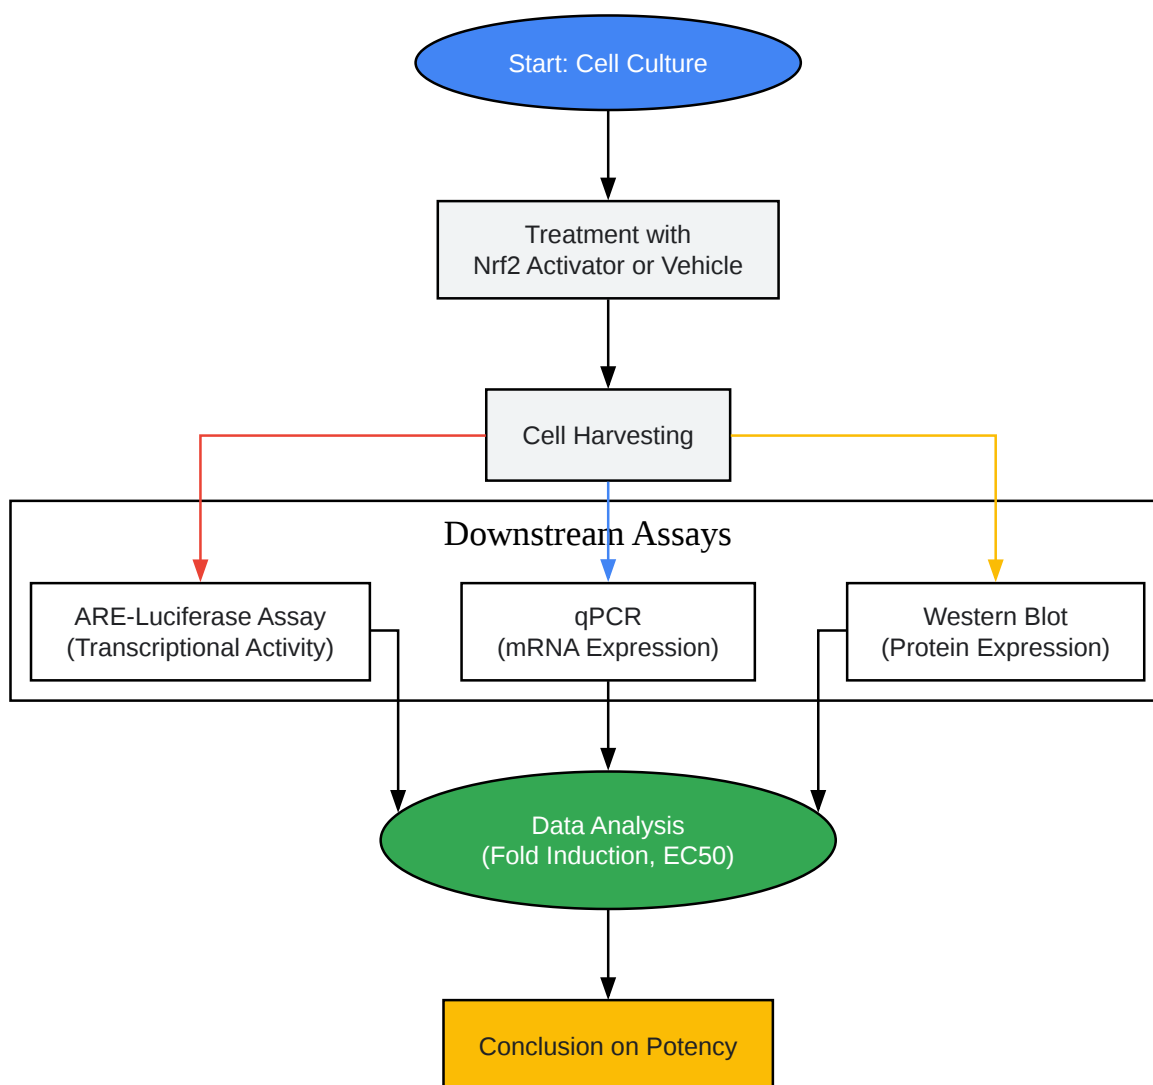 Start: Cell Culture
Treatment with
Nrf2 Activator or Vehicle
Cell Harvesting
Downstream Assays
ARE-Luciferase Assay
(Transcriptional Activity)
qPCR
(mRNA Expression)
Western Blot
(Protein Expression)
Data Analysis
(Fold Induction, EC50)
Conclusion on Potency